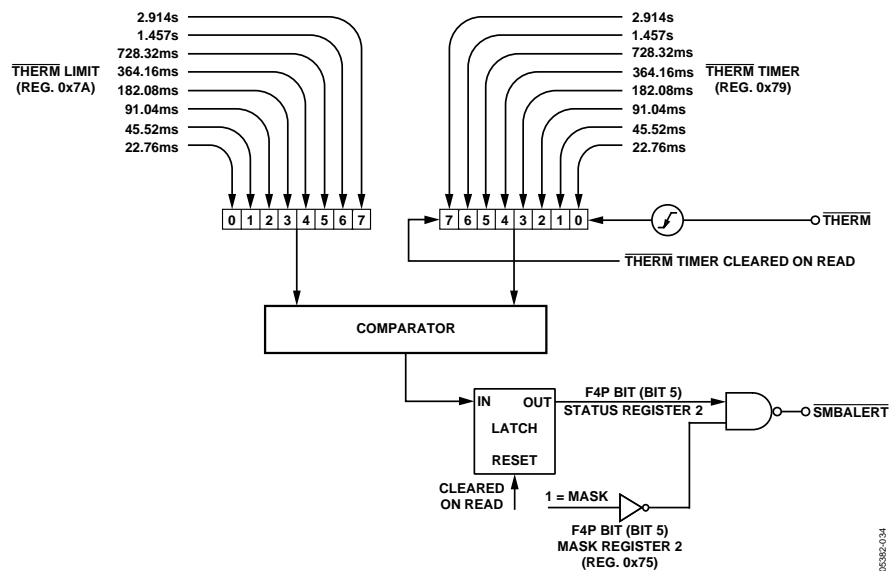 2.914s
1.457s
728.32ms
364.16ms
182.08ms
91.04ms
45.52ms
22.76ms
THERM LIMIT
(REG. 0x7A)
2.914s
1.457s
728.32ms
364.16ms
182.08ms
91.04ms
45.52ms
22.76ms
THERM TIMER
(REG. 0x79)
0 1 2 3 4 5 6 7
7 6 5 4 3 2 1 0
THERM
THERM TIMER CLEARED ON READ
COMPARATOR
IN OUT
LATCH
RESET
F4P BIT (BIT 5)
STATUS REGISTER 2
SMBALERT
CLEARED
ON READ
1 = MASK
F4P BIT (BIT 5)
MASK REGISTER 2
(REG. 0x75)
05382-034